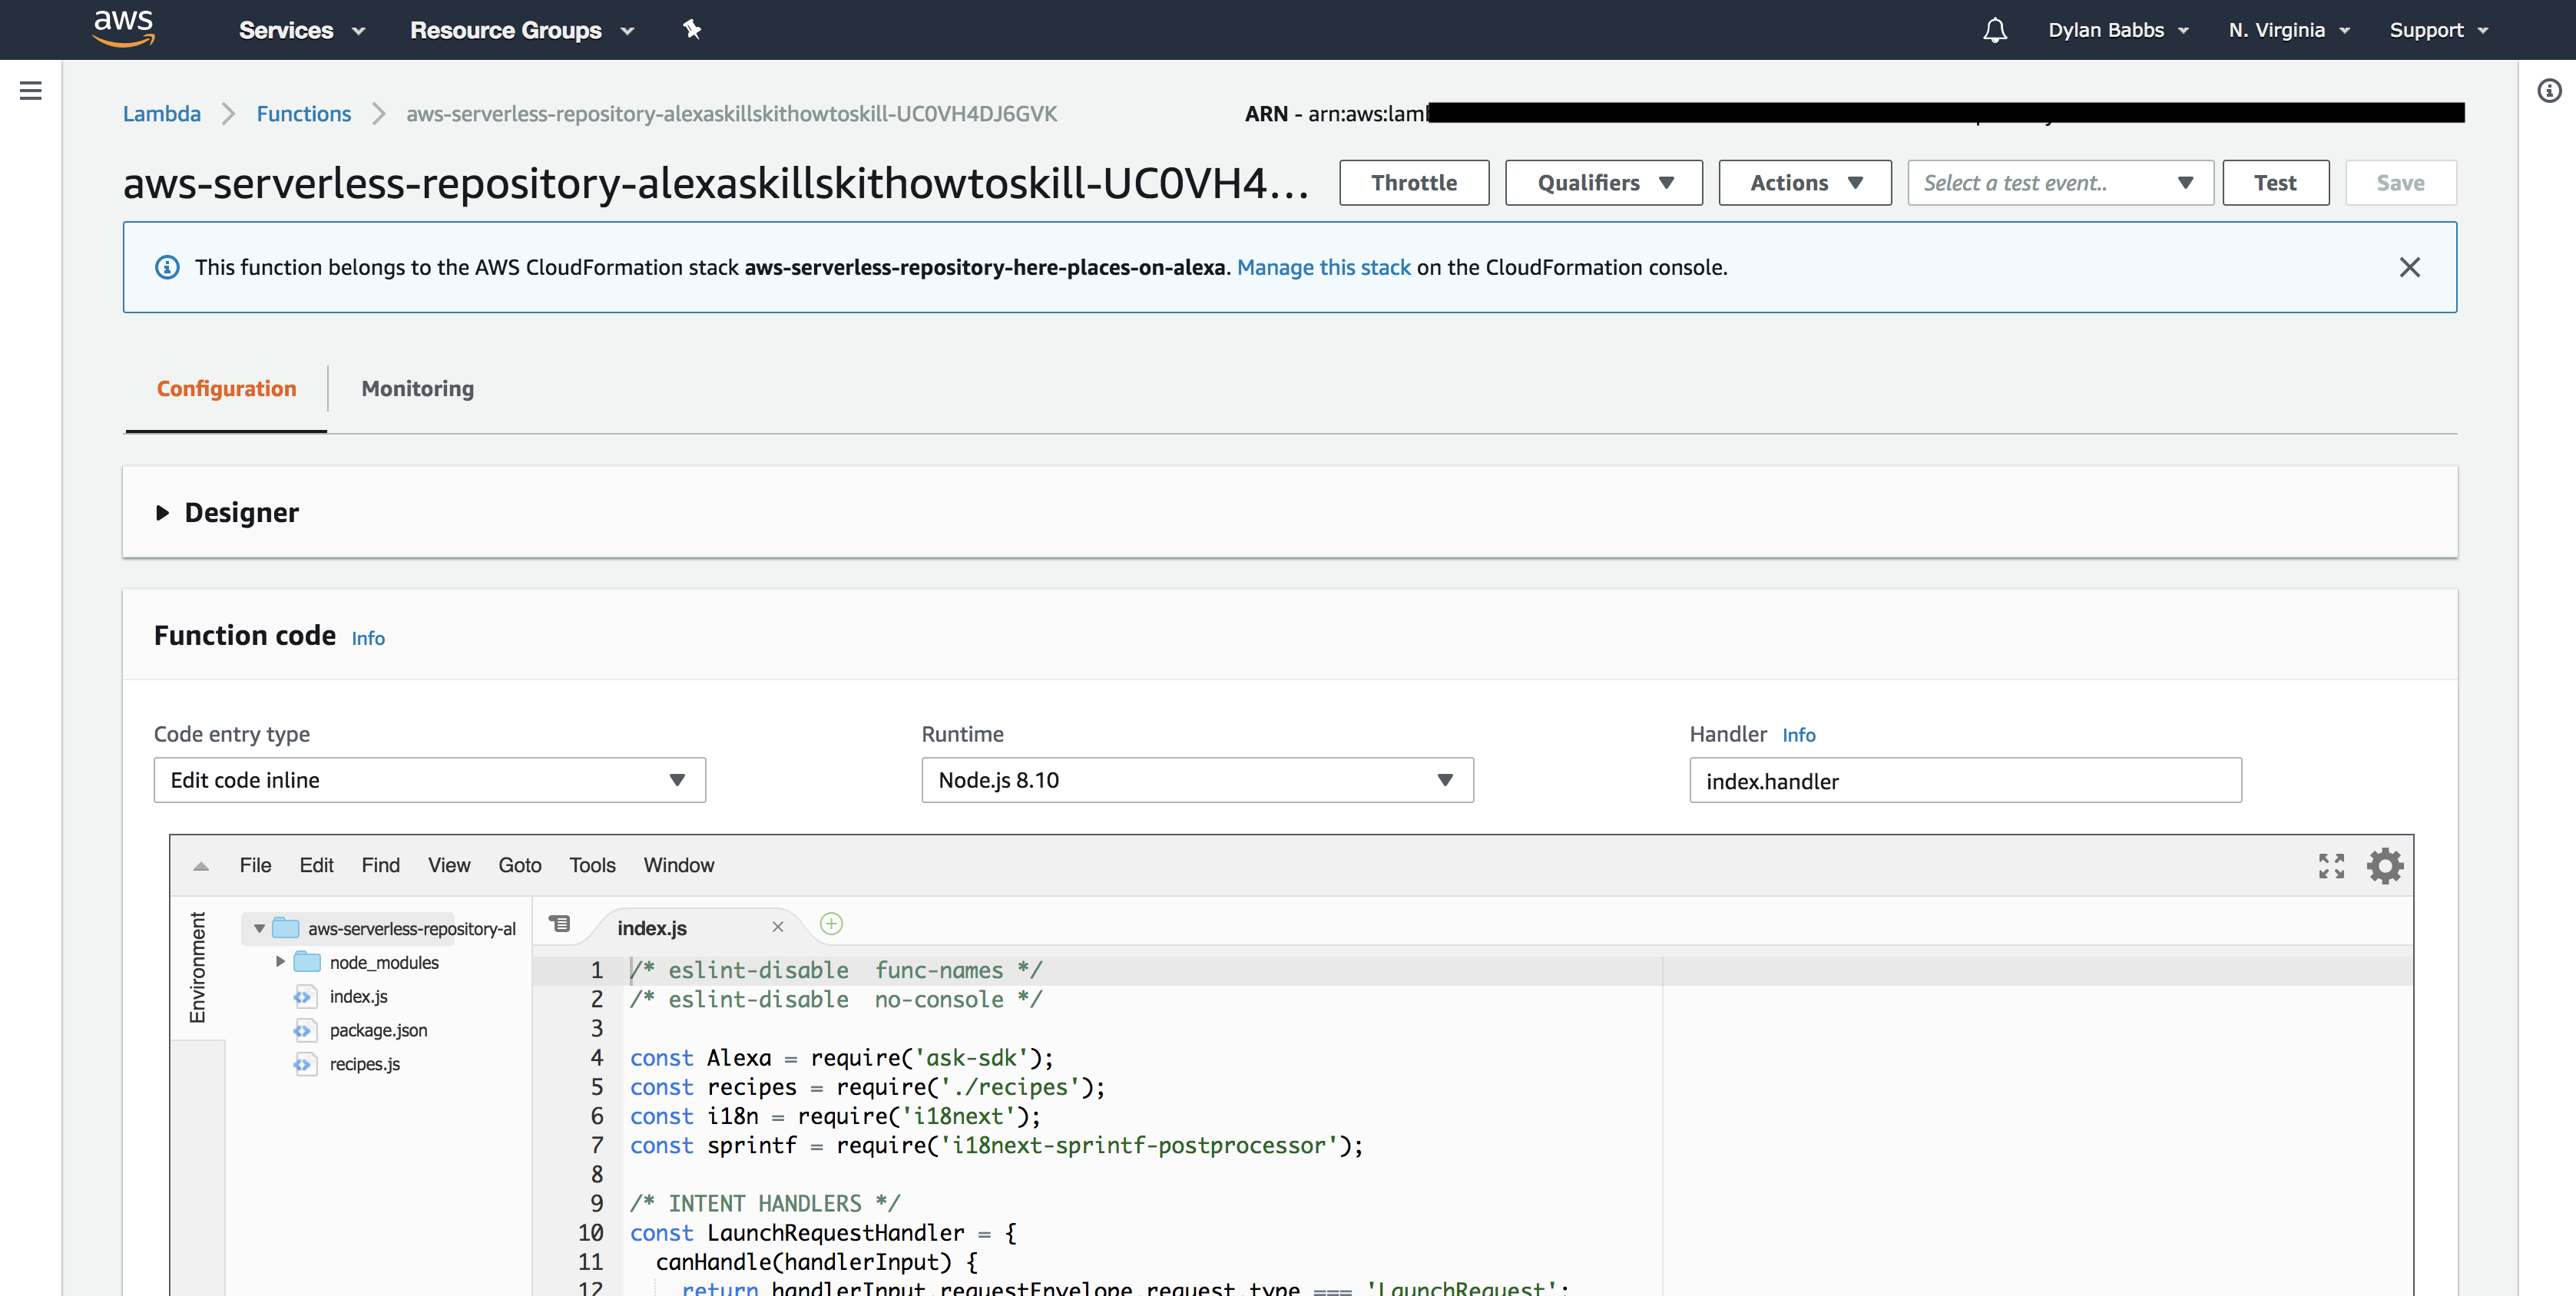 aws Services Resource Groups Dylan Babbs N. Virginia Support
Lambda Functions aws-serverless-repository-alexaskillskithowtoskill-UC0VH4DJ6GVK ARN - arn:aws:lam
aws-serverless-repository-alexaskillskithowtoskill-UC0VH4... Throttle Qualifiers Actions Select a test event.. Test Save
This function belongs to the AWS CloudFormation stack aws-serverless-repository-here-places-on-alexa. Manage this stack on the CloudFormation console.
Configuration Monitoring
Designer
Function code Info
Code entry type Runtime Handler Info
Edit code inline Node.js 8.10 index.handler
File Edit Find View Goto Tools Window
Environment
aws-serverless-repository-al
node_modules
index.js
package.json
recipes.js
index.js
1 /* eslint-disable  func-names */
2 /* eslint-disable  no-console */
3
4 const Alexa = require('ask-sdk');
5 const recipes = require('./recipes');
6 const i18n = require('i18next');
7 const sprintf = require('i18next-sprintf-postprocessor');
8
9 /* INTENT HANDLERS */
10 const LaunchRequestHandler = {
11 canHandle(handlerInput) {
12 return handlerInput.requestEnvelope.request.type === 'LaunchRequest';